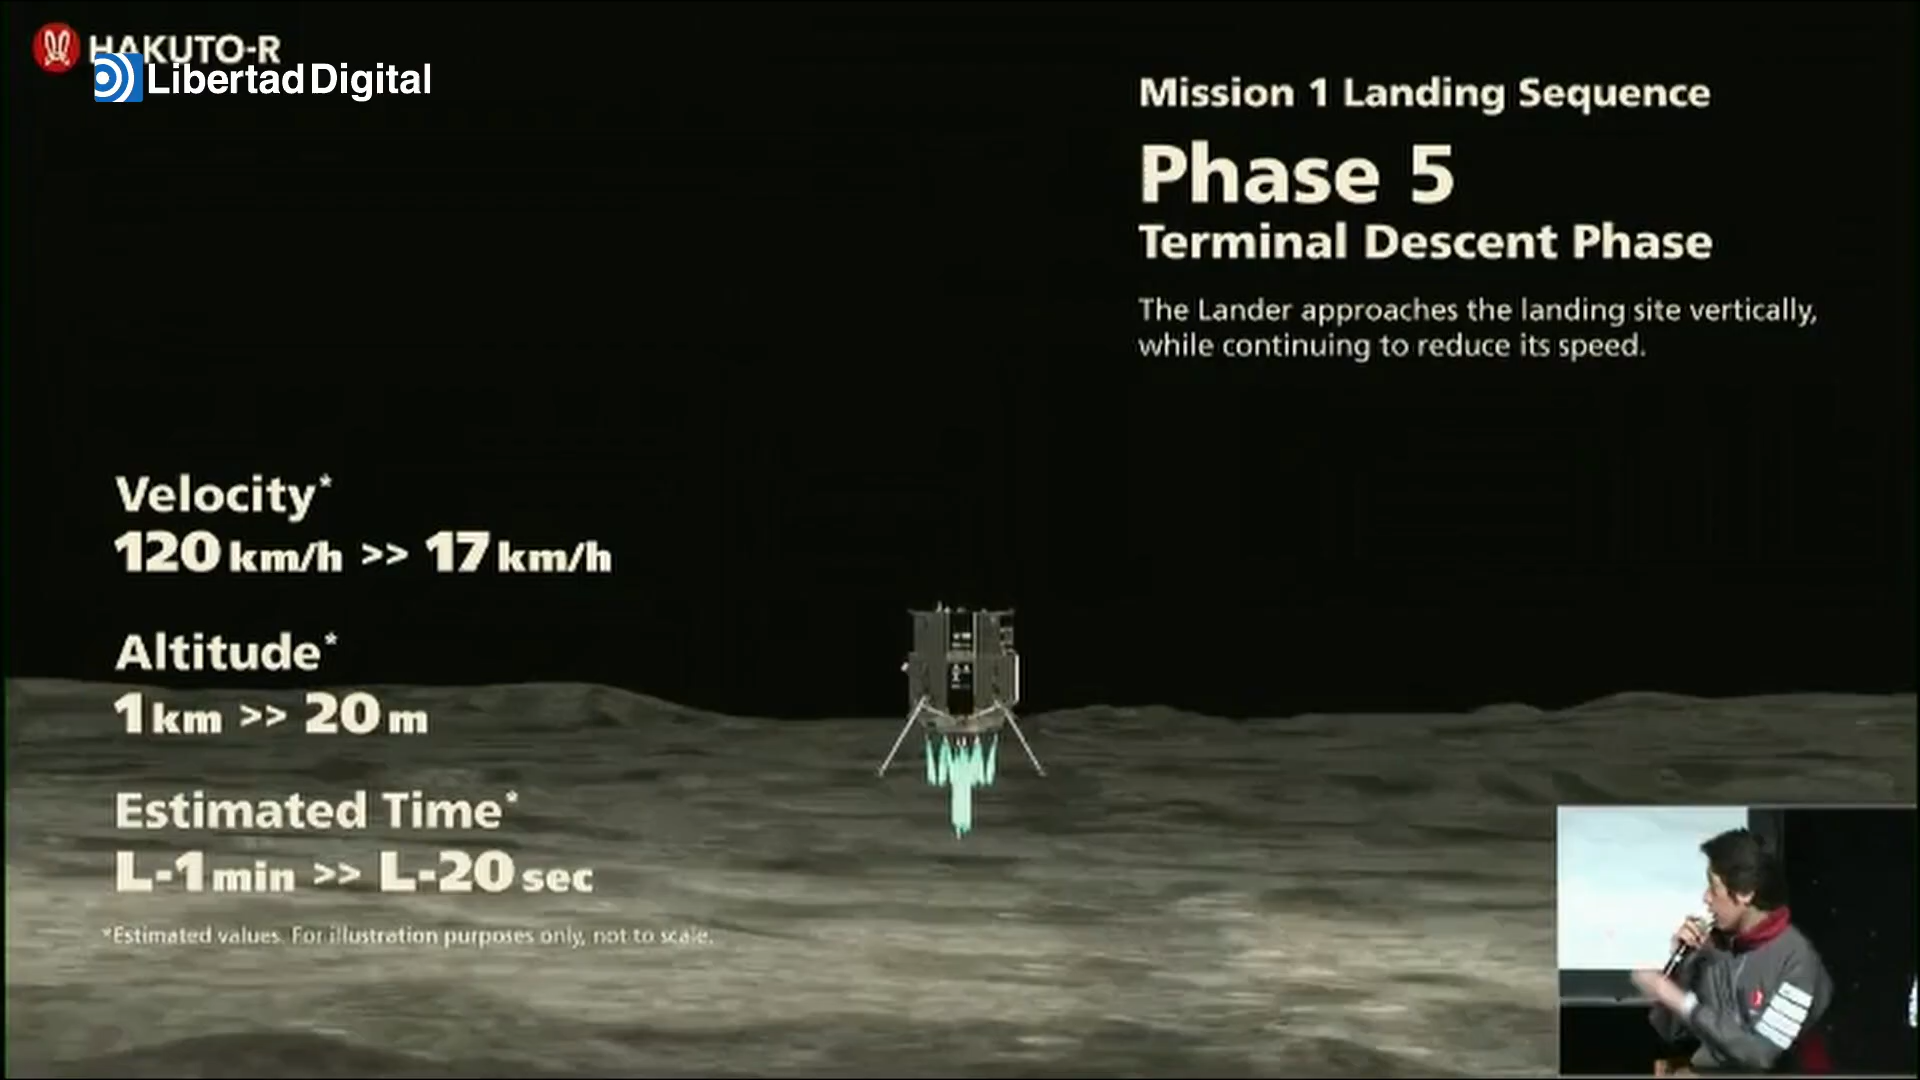 HAKUTO-R
Libertad Digital
Mission 1 Landing Sequence
Phase 5
Terminal Descent Phase
The Lander approaches the landing site vertically,
while continuing to reduce its speed.
Velocity*
120 km/h >> 17 km/h
Altitude*
1 km >> 20 m
Estimated Time*
L-1 min >> L-20 sec
*Estimated values. For illustration purposes only, not to scale.